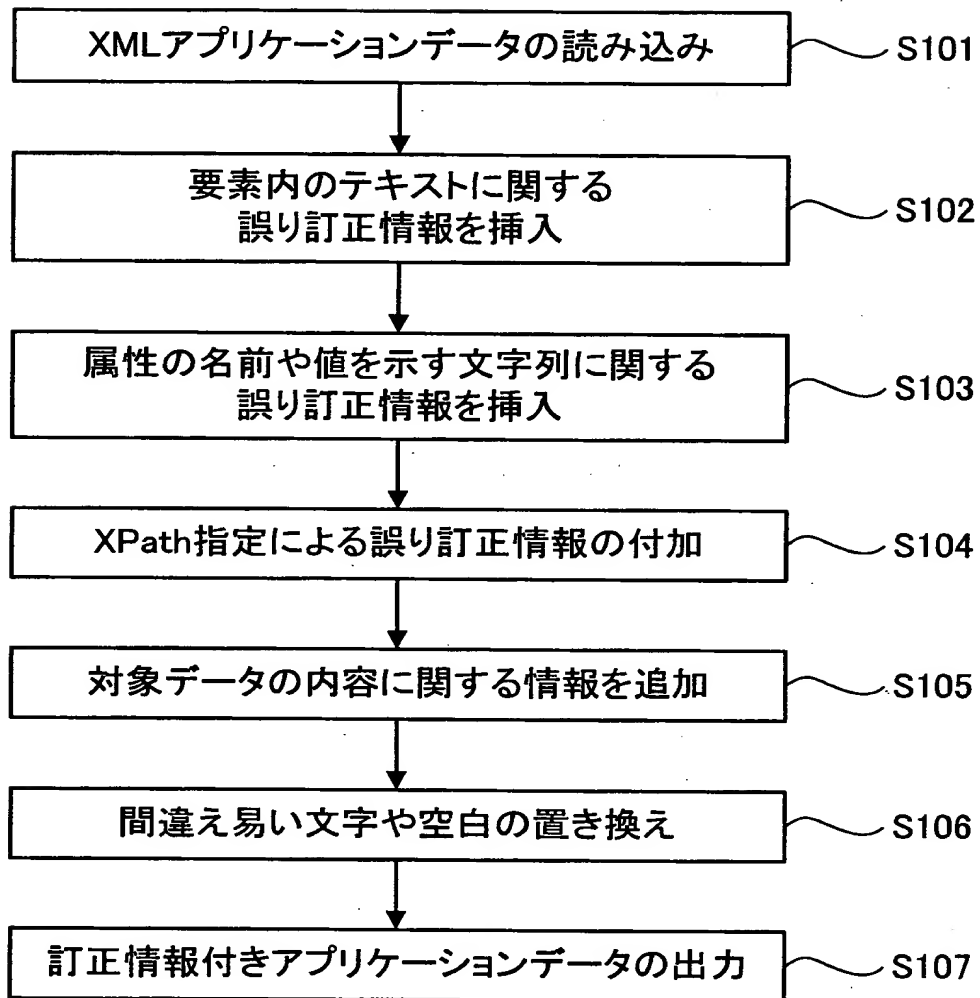 XMLアプリケーションデータの読み込み
S101
要素内のテキストに関する
誤り訂正情報を挿入
S102
属性の名前や値を示す文字列に関する
誤り訂正情報を挿入
S103
XPath指定による誤り訂正情報の付加
S104
対象データの内容に関する情報を追加
S105
間違え易い文字や空白の置き換え
S106
訂正情報付きアプリケーションデータの出力
S107